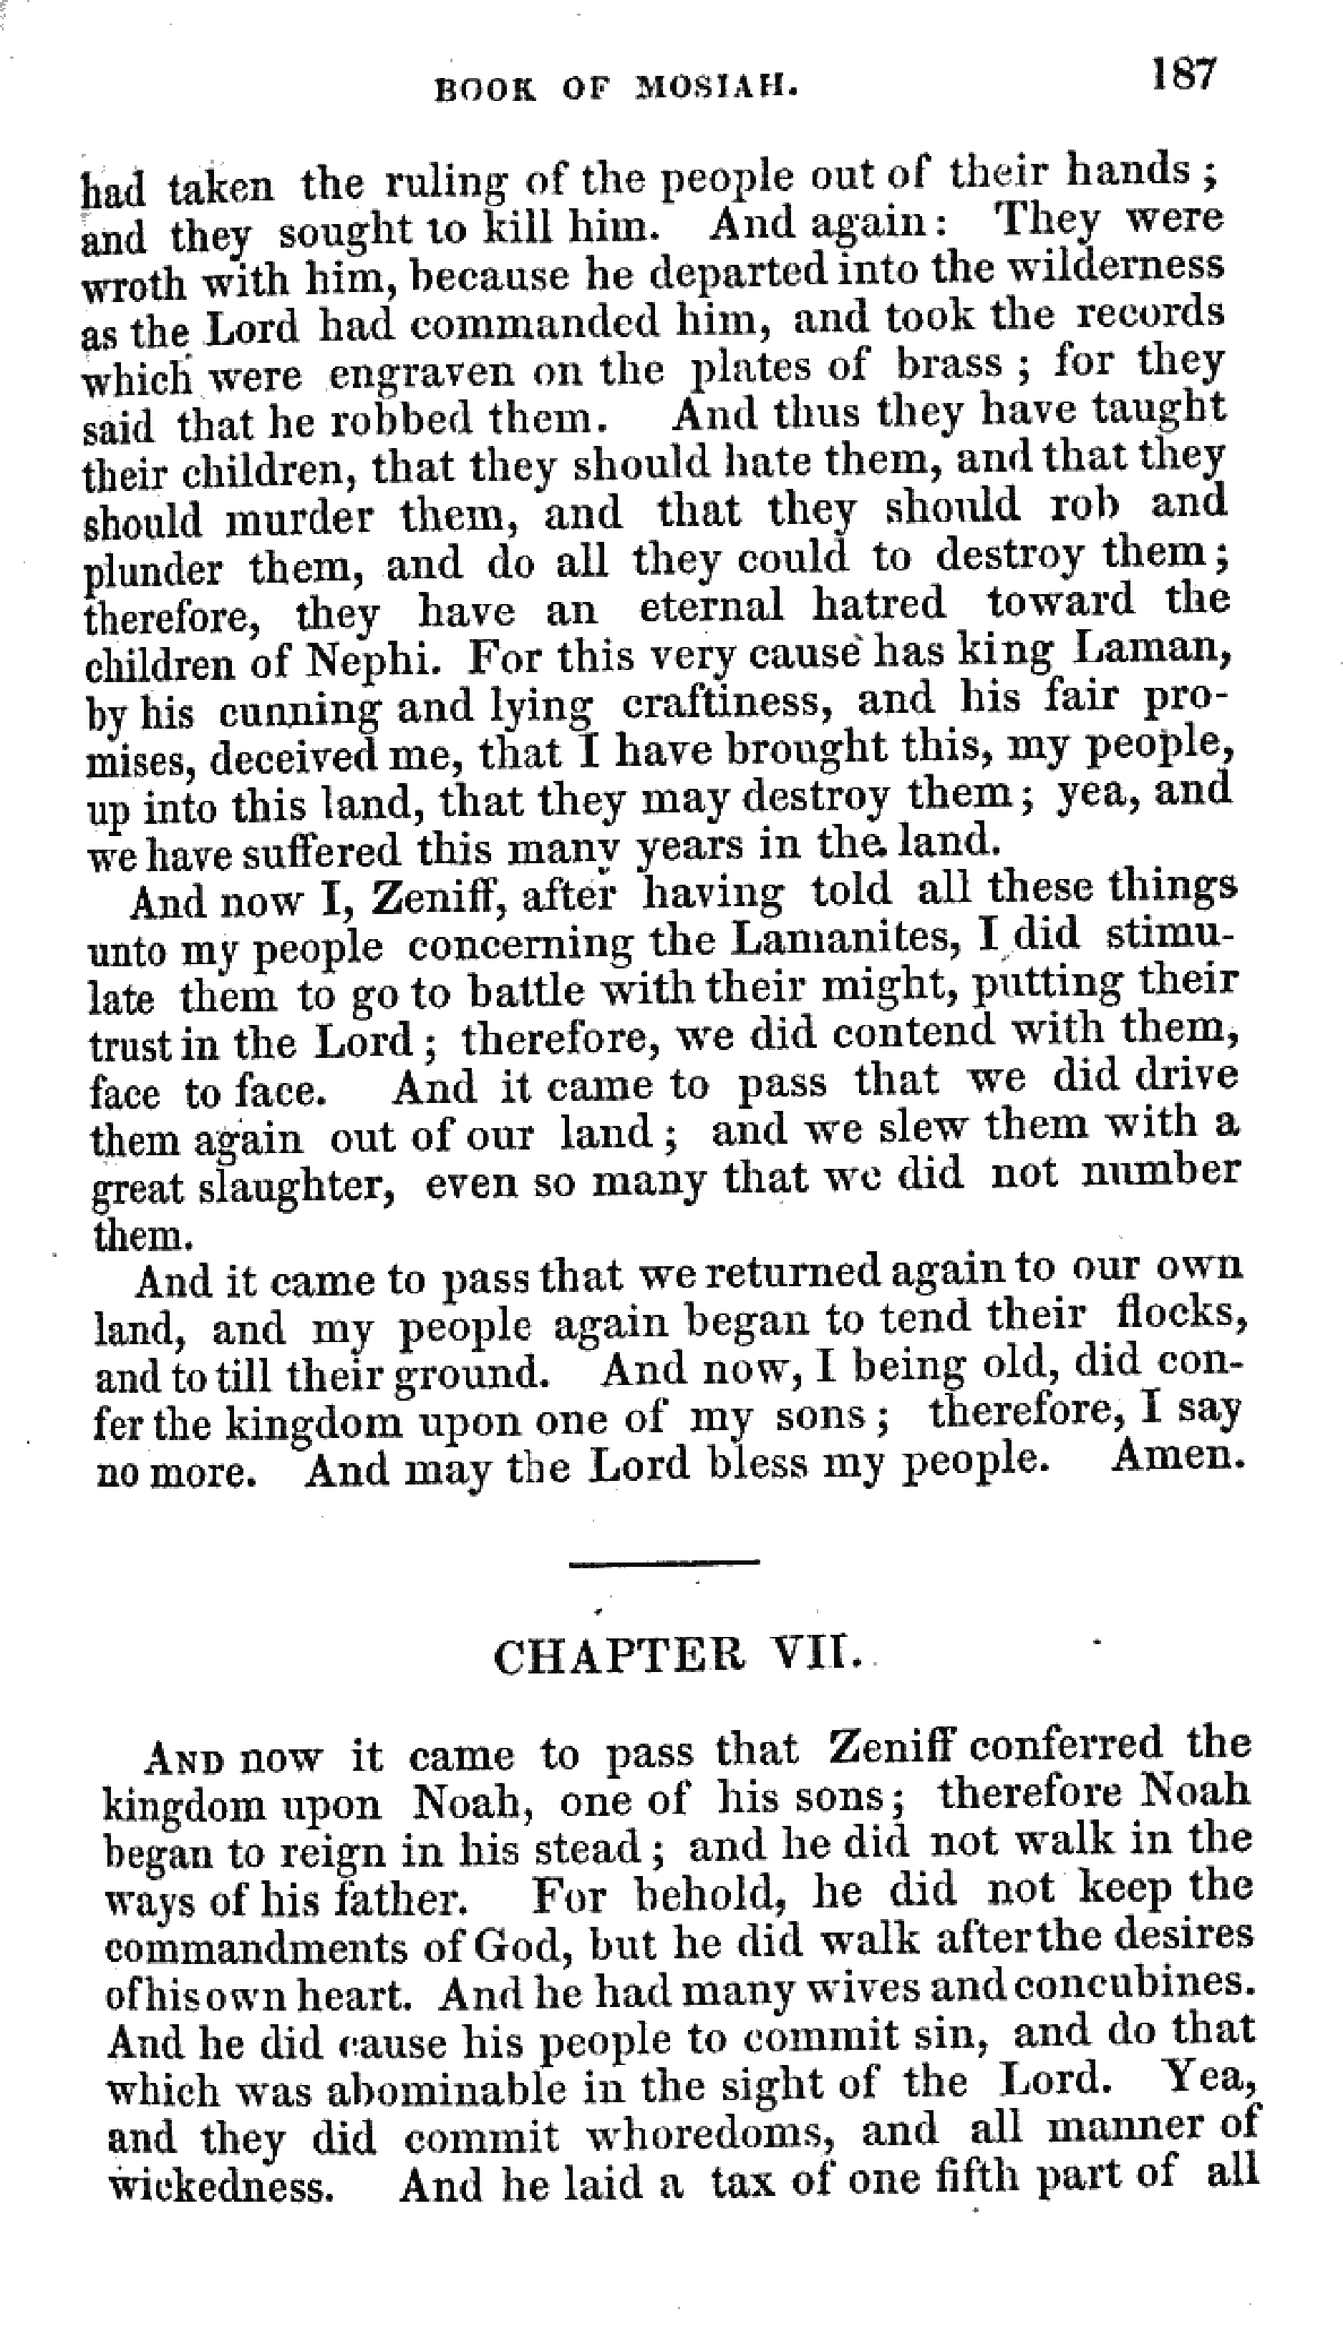 BOOK OF MOSIAH. 187
had taken the ruling of the people out of their hands ;
and they sought to kill him. And again: They were
wroth with him, because he departed into the wilderness
as the Lord had commanded him, and took the records
which were engraven on the plates of brass ; for they
said that he robbed them. And thus they have taught
their children, that they should hate them, and that they
should murder them, and that they should rob and
plunder them, and do all they could to destroy them;
therefore, they have an eternal hatred toward the
children of Nephi. For this very cause has king Laman,
by his cunning and lying craftiness, and his fair pro-
mises, deceived me, that I have brought this, my people,
up into this land, that they may destroy them; yea, and
we have suffered this many years in the land.
And now I, Zeniff, after having told all these things
unto my people concerning the Lamanites, I did stimu-
late them to go to battle with their might, putting their
trust in the Lord; therefore, we did contend with them,
face to face. And it came to pass that we did drive
them again out of our land; and we slew them with a
great slaughter, even so many that we did not number
them.
And it came to pass that we returned again to our own
land, and my people again began to tend their flocks,
and to till their ground. And now, I being old, did con-
fer the kingdom upon one of my sons; therefore, I say
no more. And may the Lord bless my people. Amen.
CHAPTER VII.
AND now it came to pass that Zeniff conferred the
kingdom upon Noah, one of his sons; therefore Noah
began to reign in his stead; and he did not walk in the
ways of his father. For behold, he did not keep the
commandments of God, but he did walk after the desires
of his own heart. And he had many wives and concubines.
And he did cause his people to commit sin, and do that
which was abominable in the sight of the Lord. Yea,
and they did commit whoredoms, and all manner of
wickedness. And he laid a tax of one fifth part of all